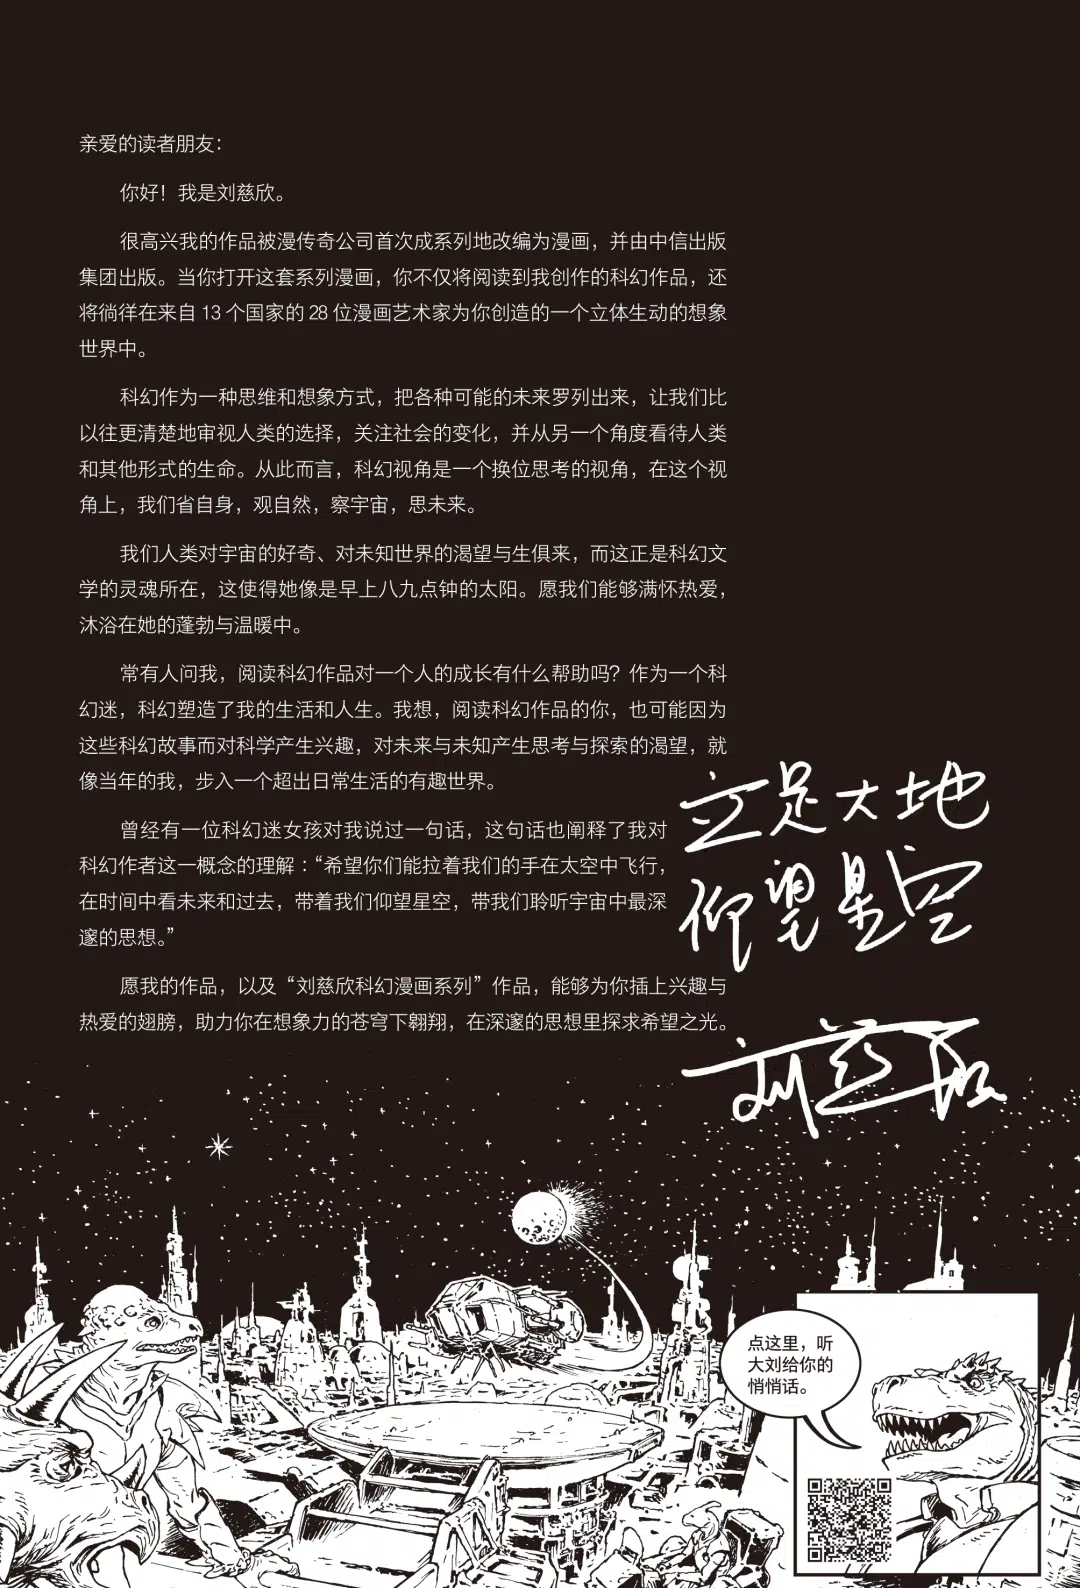 亲爱的读者朋友：
你好！我是刘慈欣。
很高兴我的作品被漫传奇公司首次成系列地改编为漫画，并由中信出版
集团出版。当你打开这套系列漫画，你不仅将阅读到我创作的科幻作品，还
将徜徉在来自 13 个国家的 28 位漫画艺术家为你创造的一个立体生动的想象
世界中。
科幻作为一种思维和想象方式，把各种可能的未来罗列出来，让我们比
以往更清楚地审视人类的选择，关注社会的变化，并从另一个角度看待人类
和其他形式的生命。从此而言，科幻视角是一个换位思考的视角，在这个视
角上，我们省自身，观自然，察宇宙，思未来。
我们人类对宇宙的好奇、对未知世界的渴望与生俱来，而这正是科幻文
学的灵魂所在，这使得她像是早上八九点钟的太阳。愿我们能够满怀热爱，
沐浴在她的蓬勃与温暖中。
常有人问我，阅读科幻作品对一个人的成长有什么帮助吗？作为一个科
幻迷，科幻塑造了我的生活和人生。我想，阅读科幻作品的你，也可能因为
这些科幻故事而对科学产生兴趣，对未来与未知产生思考与探索的渴望，就
像当年的我，步入一个超出日常生活的有趣世界。
曾经有一位科幻迷女孩对我说过一句话，这句话也阐释了我对
科幻作者这一概念的理解：“希望你们能拉着我们的手在太空中飞行，
在时间中看未来和过去，带着我们仰望星空，带我们聆听宇宙中最深
邃的思想。”
愿我的作品，以及“刘慈欣科幻漫画系列”作品，能够为你插上兴趣与
热爱的翅膀，助力你在想象力的苍穹下翱翔，在深邃的思想里探求希望之光。
立足大地
仰望星空
刘慈欣
点这里，听
大刘给你的
悄悄话。